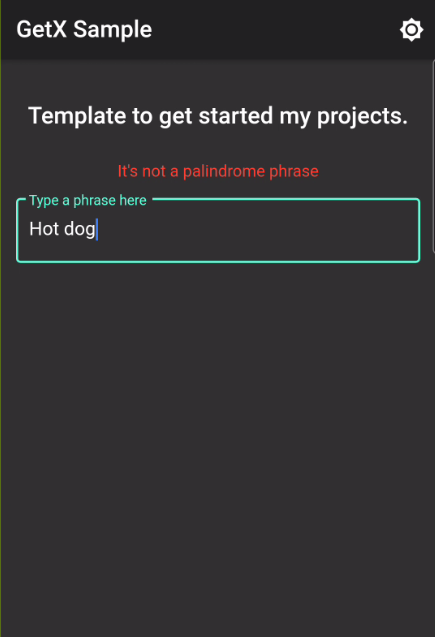 GetX Sample
Template to get started my projects.
It's not a palindrome phrase
Type a phrase here
Hot dog